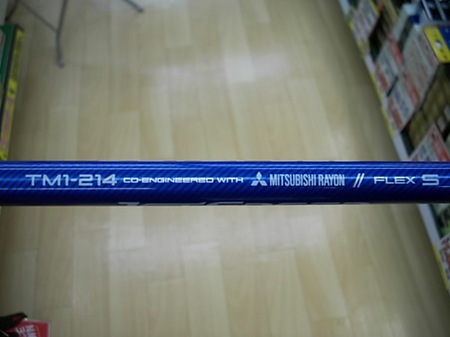 TM1-214 CO-ENGINEERED WITH MITSUBISHI RAYON // FLEX S